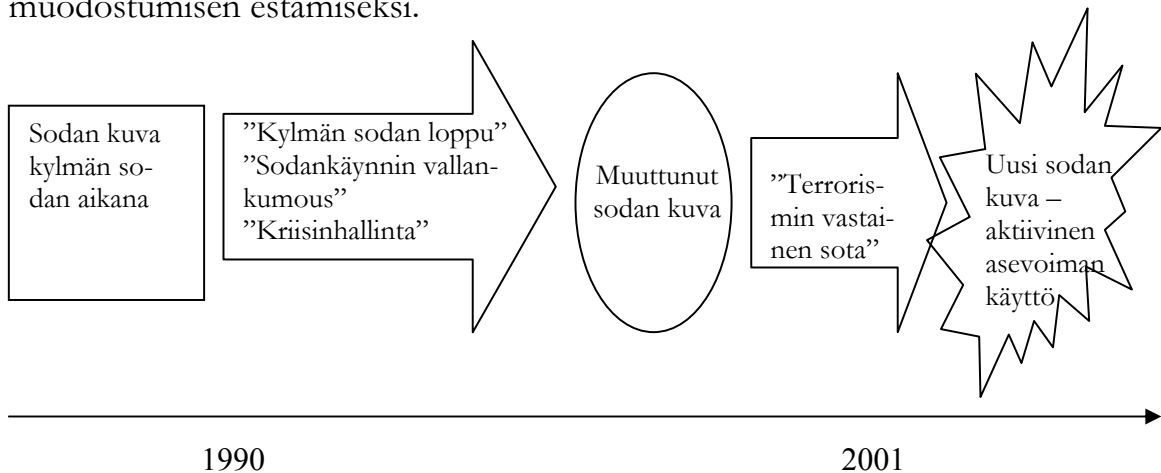 muodostumisen estämiseksi.
Sodan kuva
kylmän so-
dan aikana
”Kylmän sodan loppu”
”Sodankäynnin vallan-
kumous”
”Kriisinhallinta”
Muuttunut
sodan kuva
”Terroris-
min vastai-
nen sota”
Uusi sodan
kuva –
aktiivinen
asevoiman
käyttö
1990
2001